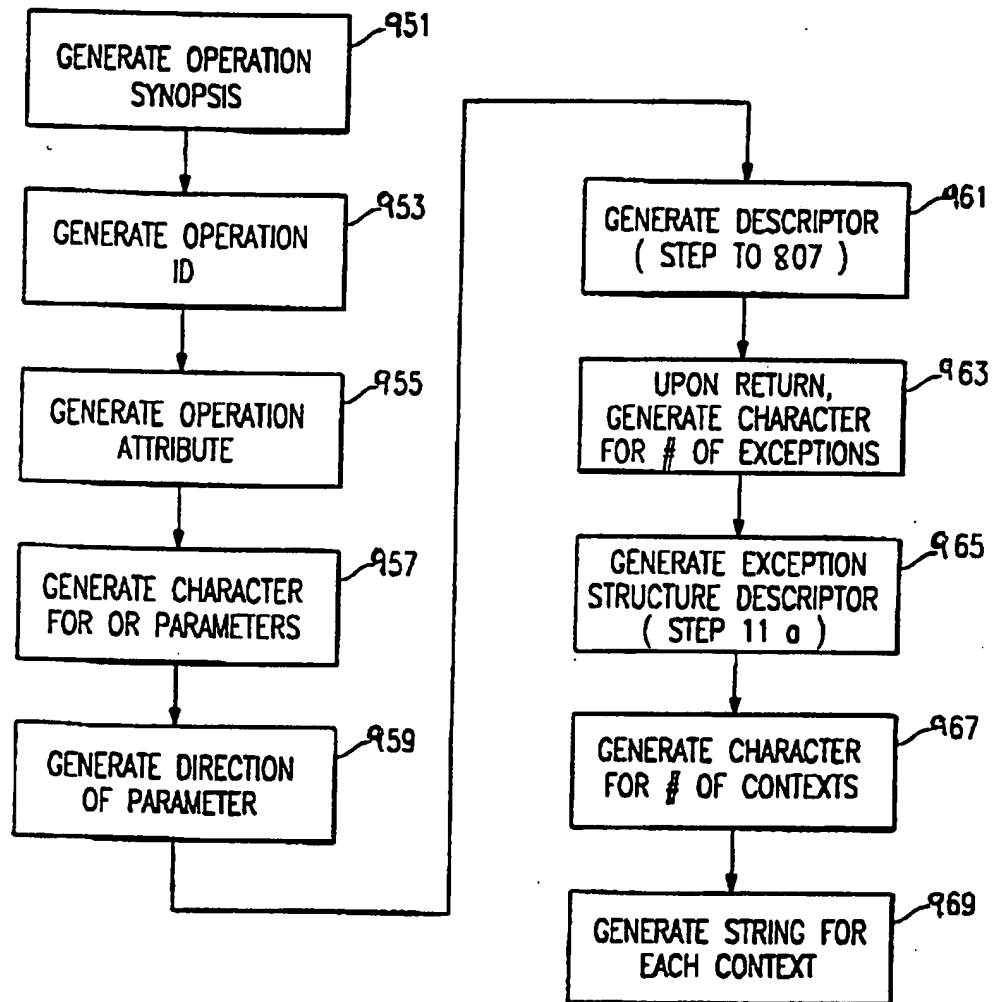 951
GENERATE OPERATION
SYNOPSIS
953
GENERATE OPERATION
ID
955
GENERATE OPERATION
ATTRIBUTE
957
GENERATE CHARACTER
FOR OR PARAMETERS
959
GENERATE DIRECTION
OF PARAMETER
961
GENERATE DESCRIPTOR
( STEP TO 807 )
963
UPON RETURN,
GENERATE CHARACTER
FOR # OF EXCEPTIONS
965
GENERATE EXCEPTION
STRUCTURE DESCRIPTOR
( STEP 11 a )
967
GENERATE CHARACTER
FOR # OF CONTEXTS
969
GENERATE STRING FOR
EACH CONTEXT